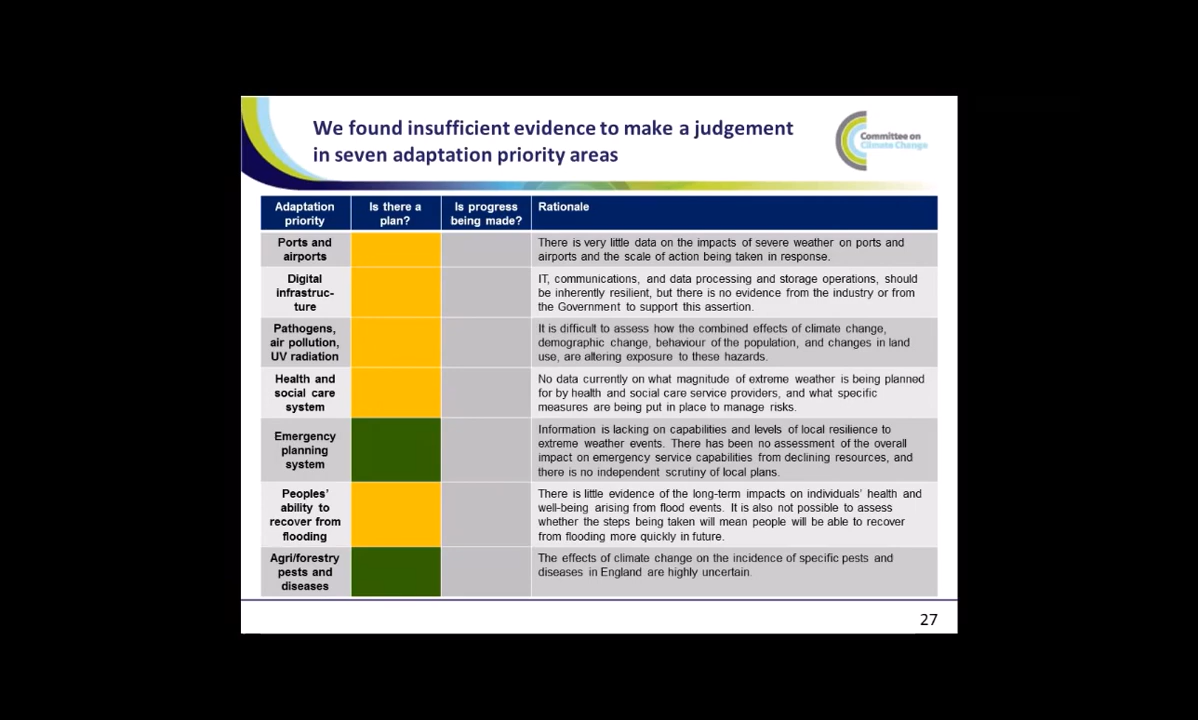 We found insufficient evidence to make a judgement
in seven adaptation priority areas
Committee on
Climate Change
Adaptation
priority
Is there a
plan?
Is progress
being made?
Rationale
Ports and
airports
There is very little data on the impacts of severe weather on ports and
airports and the scale of action being taken in response.
Digital
infrastruc-
ture
IT, communications, and data processing and storage operations, should
be inherently resilient, but there is no evidence from the industry or from
the Government to support this assertion.
Pathogens,
air pollution,
UV radiation
It is difficult to assess how the combined effects of climate change,
demographic change, behaviour of the population, and changes in land
use, are altering exposure to these hazards.
Health and
social care
system
No data currently on what magnitude of extreme weather is being planned
for by health and social care service providers, and what specific
measures are being put in place to manage risks.
Emergency
planning
system
Information is lacking on capabilities and levels of local resilience to
extreme weather events. There has been no assessment of the overall
impact on emergency service capabilities from declining resources, and
there is no independent scrutiny of local plans.
Peoples'
ability to
recover from
flooding
There is little evidence of the long-term impacts on individuals' health and
well-being arising from flood events. It is also not possible to assess
whether the steps being taken will mean people will be able to recover
from flooding more quickly in future.
Agri/forestry
pests and
diseases
The effects of climate change on the incidence of specific pests and
diseases in England are highly uncertain.
27